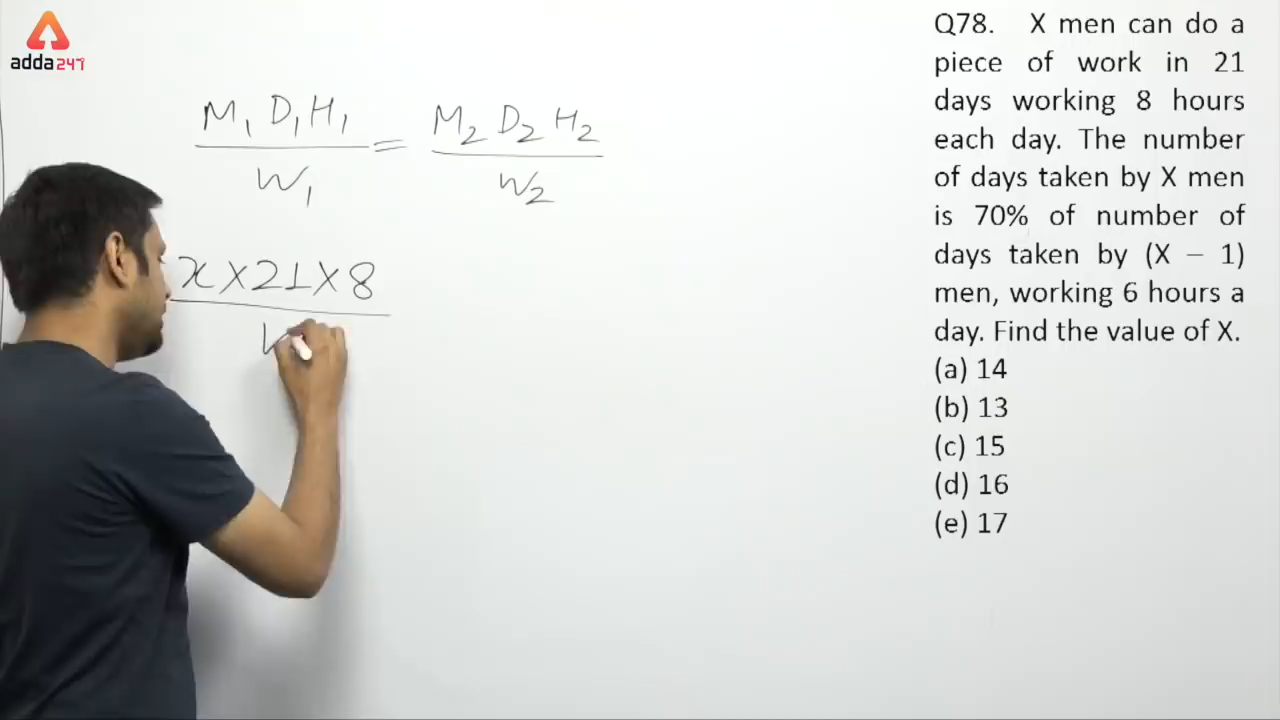 adda247
M1 D1 H1 = M2 D2 H2
W1 W2
x × 21 × 8
Q78. X men can do a
piece of work in 21
days working 8 hours
each day. The number
of days taken by X men
is 70% of number of
days taken by (X – 1)
men, working 6 hours a
day. Find the value of X.
(a) 14
(b) 13
(c) 15
(d) 16
(e) 17